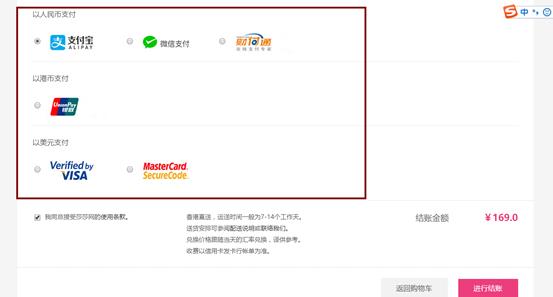 以人民币支付
支付宝
ALIPAY
微信支付
财付通
会支付 才专家
以港币支付
UnionPay
银联
以美元支付
Verified by
VISA
MasterCard.
SecureCode.
中
我同意接受莎莎网的使用条款。
香港直送，运送时间一般为7-14个工作天。
送货安排可参阅配送说明或联络我们。
兑换价格跟随当天的汇率兑换，谨供参考。
收费以信用卡发卡行帐单为准。
结账金额
￥169.0
返回购物车
进行结账